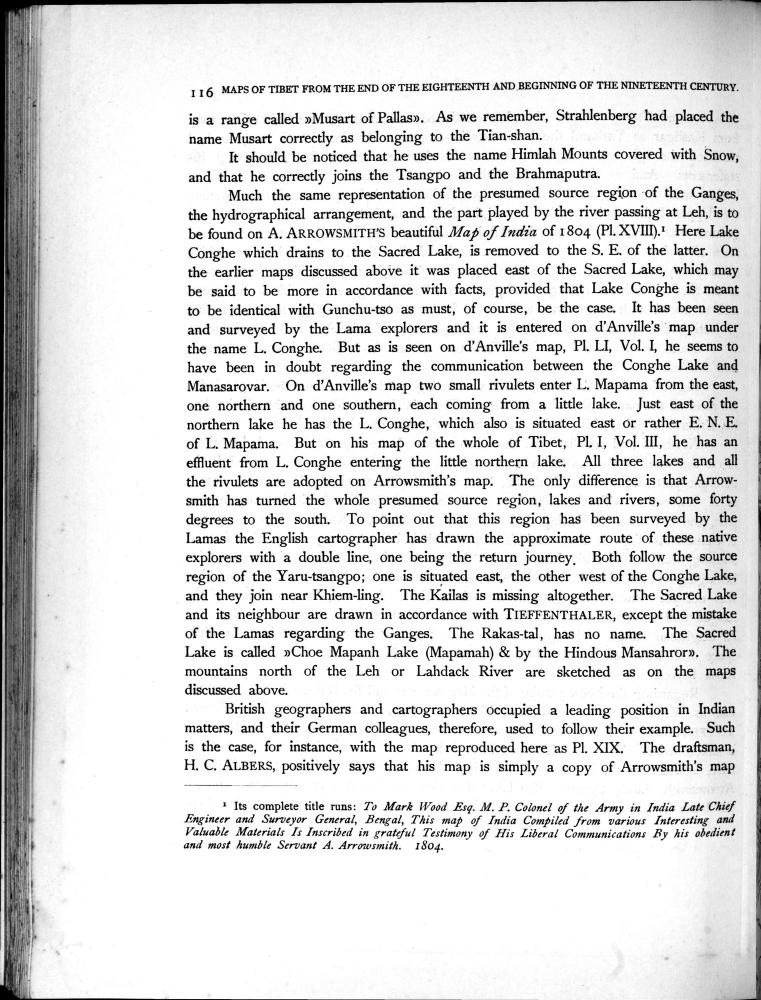 116 MAPS OF TIBET FROM THE END OF THE EIGHTEENTH AND BEGINNING OF THE NINETEENTH CENTURY.
is a range called »Musart of Pallas». As we remember, Strahlenberg had placed the
name Musart correctly as belonging to the Tian-shan.
It should be noticed that he uses the name Himlah Mounts covered with Snow,
and that he correctly joins the Tsangpo and the Brahmaputra.
Much the same representation of the presumed source region of the Ganges,
the hydrographical arrangement, and the part played by the river passing at Leh, is to
be found on A. ARROWSMITH'S beautiful Map of India of 1804 (Pl. XVIII).¹ Here Lake
Conghe which drains to the Sacred Lake, is removed to the S. E. of the latter. On
the earlier maps discussed above it was placed east of the Sacred Lake, which may
be said to be more in accordance with facts, provided that Lake Conghe is meant
to be identical with Gunchu-tso as must, of course, be the case. It has been seen
and surveyed by the Lama explorers and it is entered on d'Anville's map under
the name L. Conghe. But as is seen on d'Anville's map, Pl. LI, Vol. I, he seems to
have been in doubt regarding the communication between the Conghe Lake and
Manasarovar. On d'Anville's map two small rivulets enter L. Mapama from the east,
one northern and one southern, each coming from a little lake. Just east of the
northern lake he has the L. Conghe, which also is situated east or rather E. N. E.
of L. Mapama. But on his map of the whole of Tibet, Pl. I, Vol. III, he has an
effluent from L. Conghe entering the little northern lake. All three lakes and all
the rivulets are adopted on Arrowsmith's map. The only difference is that Arrow-
smith has turned the whole presumed source region, lakes and rivers, some forty
degrees to the south. To point out that this region has been surveyed by the
Lamas the English cartographer has drawn the approximate route of these native
explorers with a double line, one being the return journey. Both follow the source
region of the Yaru-tsangpo; one is situated east, the other west of the Conghe Lake,
and they join near Khiem-ling. The Kailas is missing altogether. The Sacred Lake
and its neighbour are drawn in accordance with TIEFFENTHALER, except the mistake
of the Lamas regarding the Ganges. The Rakas-tal, has no name. The Sacred
Lake is called »Choe Mapanh Lake (Mapamah) & by the Hindous Mansahror». The
mountains north of the Leh or Lahdack River are sketched as on the maps
discussed above.
British geographers and cartographers occupied a leading position in Indian
matters, and their German colleagues, therefore, used to follow their example. Such
is the case, for instance, with the map reproduced here as Pl. XIX. The draftsman,
H. C. ALBERS, positively says that his map is simply a copy of Arrowsmith's map
¹ Its complete title runs: To Mark Wood Esq. M. P. Colonel of the Army in India Late Chief
Engineer and Surveyor General, Bengal, This map of India Compiled from various Interesting and
Valuable Materials Is Inscribed in grateful Testimony of His Liberal Communications By his obedient
and most humble Servant A. Arrowsmith. 1804.